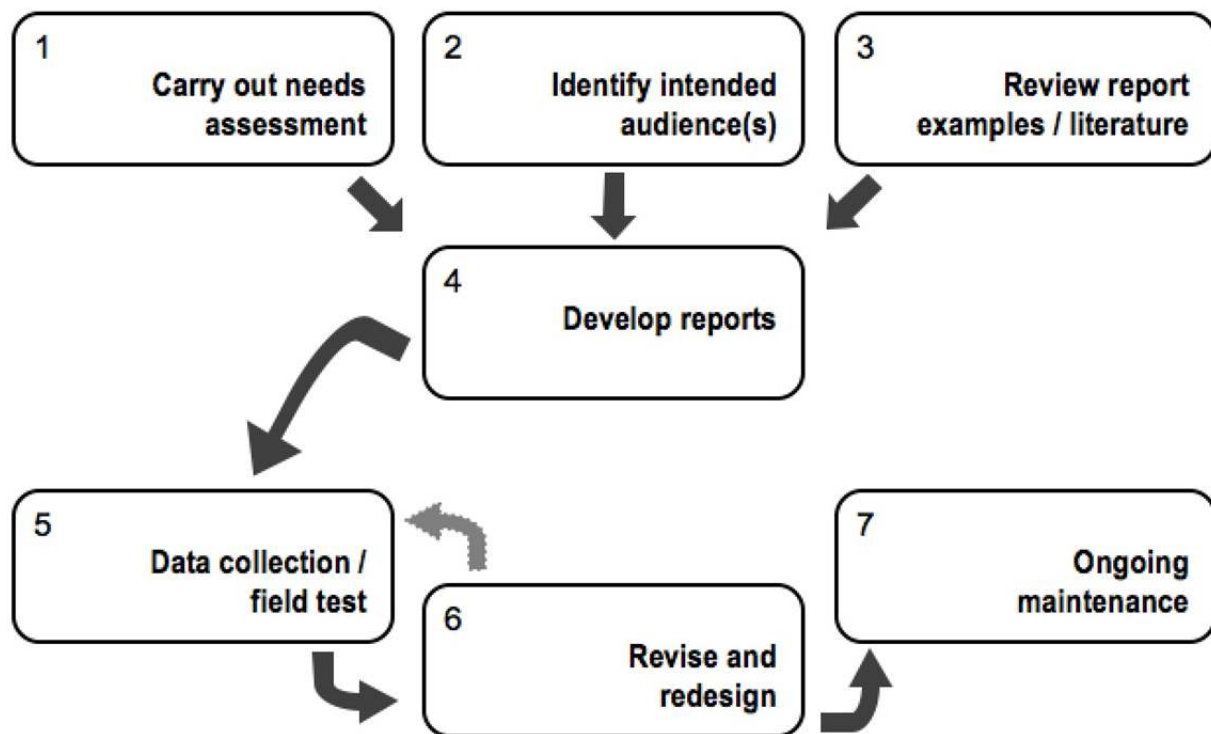 1
Carry out needs
assessment
2
Identify intended
audience(s)
3
Review report
examples / literature
4
Develop reports
5
Data collection /
field test
6
Revise and
redesign
7
Ongoing
maintenance